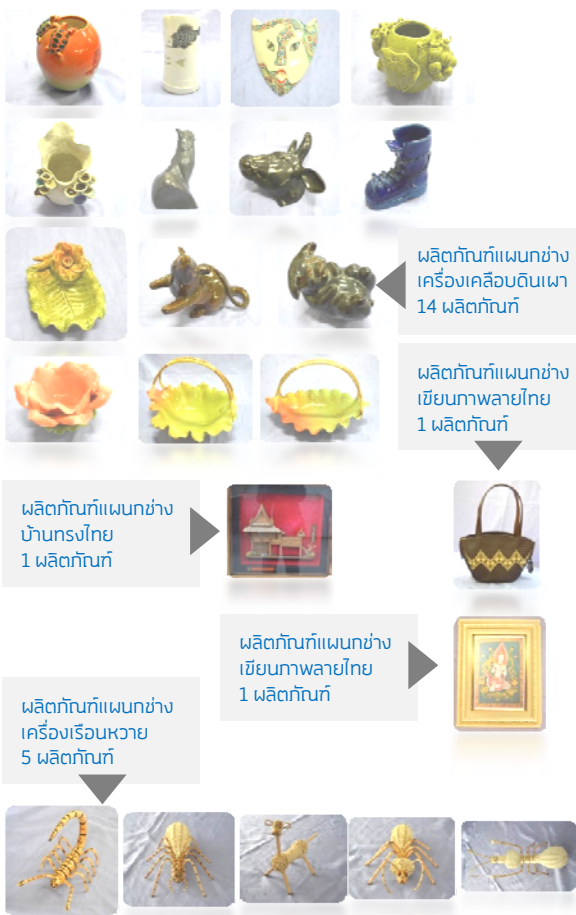 ผลิตภัณฑ์แผนกช่าง
เครื่องเคลือบดินเผา
14 ผลิตภัณฑ์
ผลิตภัณฑ์แผนกช่าง
เขียนภาพลายไทย
1 ผลิตภัณฑ์
ผลิตภัณฑ์แผนกช่าง
บ้านทรงไทย
1 ผลิตภัณฑ์
ผลิตภัณฑ์แผนกช่าง
เขียนภาพลายไทย
1 ผลิตภัณฑ์
ผลิตภัณฑ์แผนกช่าง
เครื่องเรือนหวาย
5 ผลิตภัณฑ์